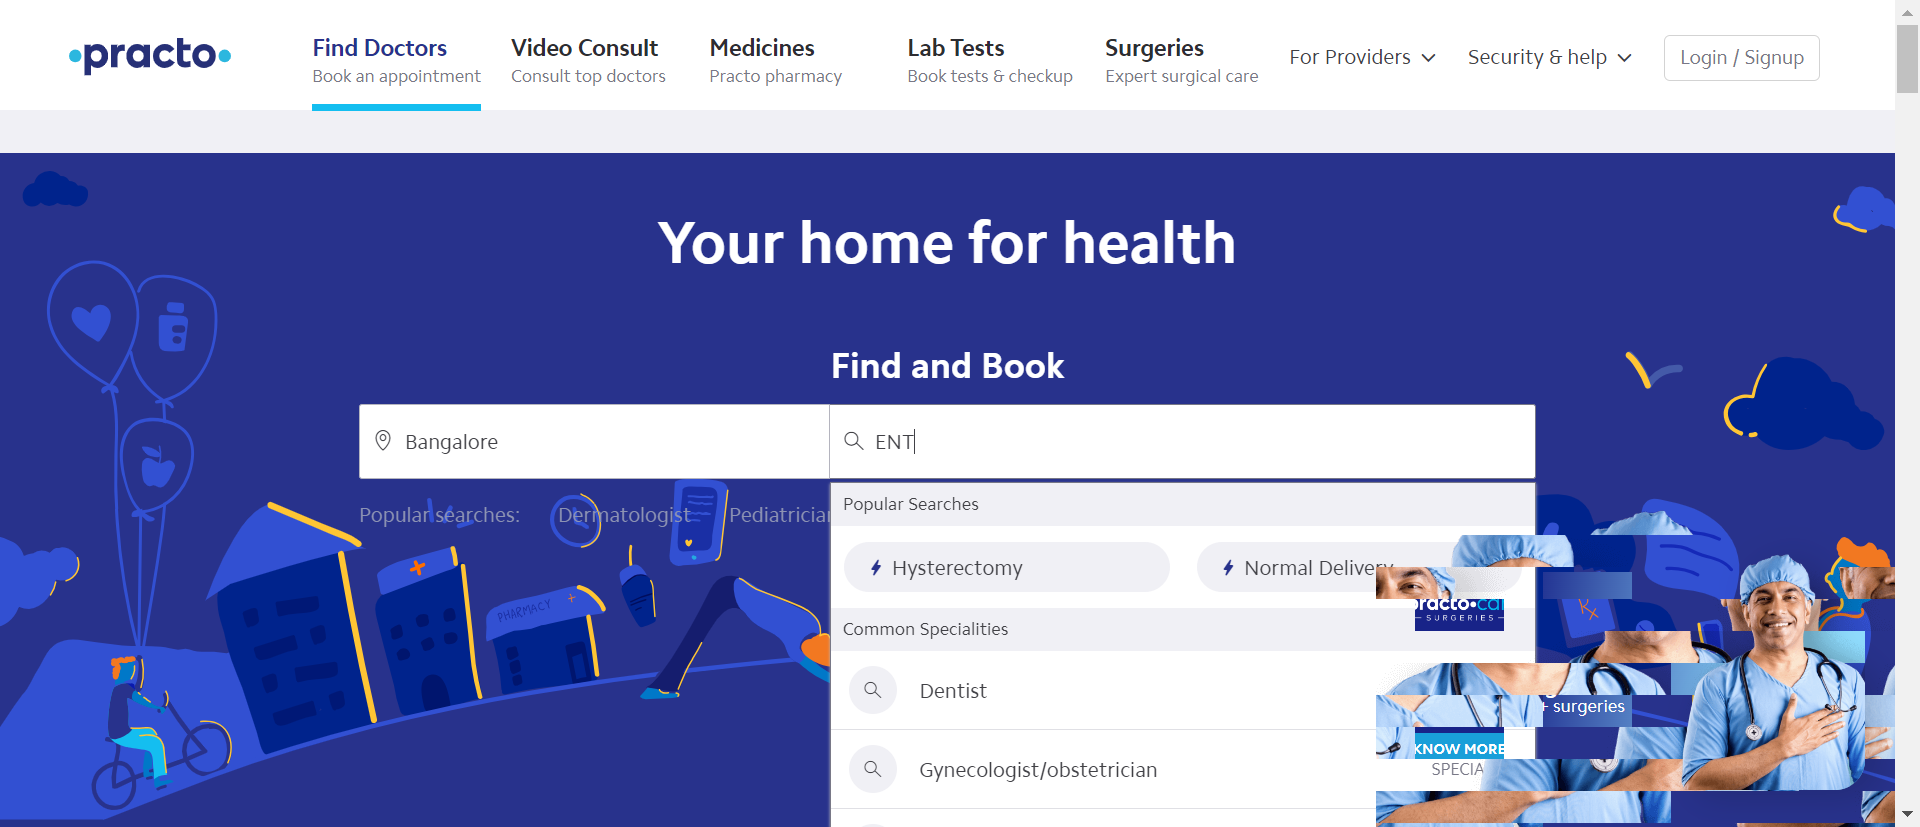 practo
Find Doctors
Book an appointment
Video Consult
Consult top doctors
Medicines
Practo pharmacy
Lab Tests
Book tests & checkup
Surgeries
Expert surgical care
For Providers
Security & help
Login / Signup
Your home for health
Find and Book
Bangalore
ENT
Popular searches:
Dermatologist
Pediatrician
Popular Searches
Hysterectomy
Normal Delivery
PHARMACY
Common Specialities
SURGERIES
Dentist
surgeries
KNOW MORE
Gynecologist/obstetrician